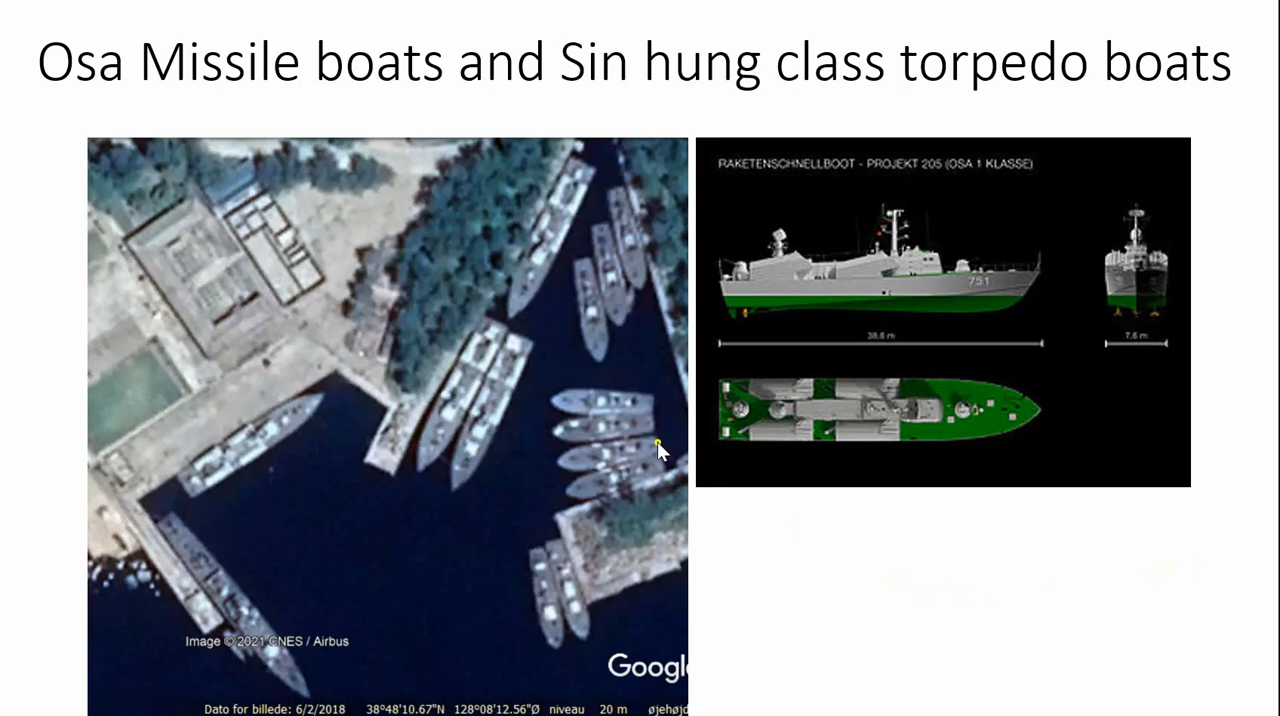 Osa Missile boats and Sin hung class torpedo boats
RAKETENSCHNELLBOOT - PROJEKT 205 (OSA 1 KLASSE)
751
38,6 m
7,6 m
Image © 2021 CNES / Airbus
Google
Dato for billede: 6/2/2018 38°48'10.67"N 128°08'12.56"Ø niveau 20 m øjehøjd